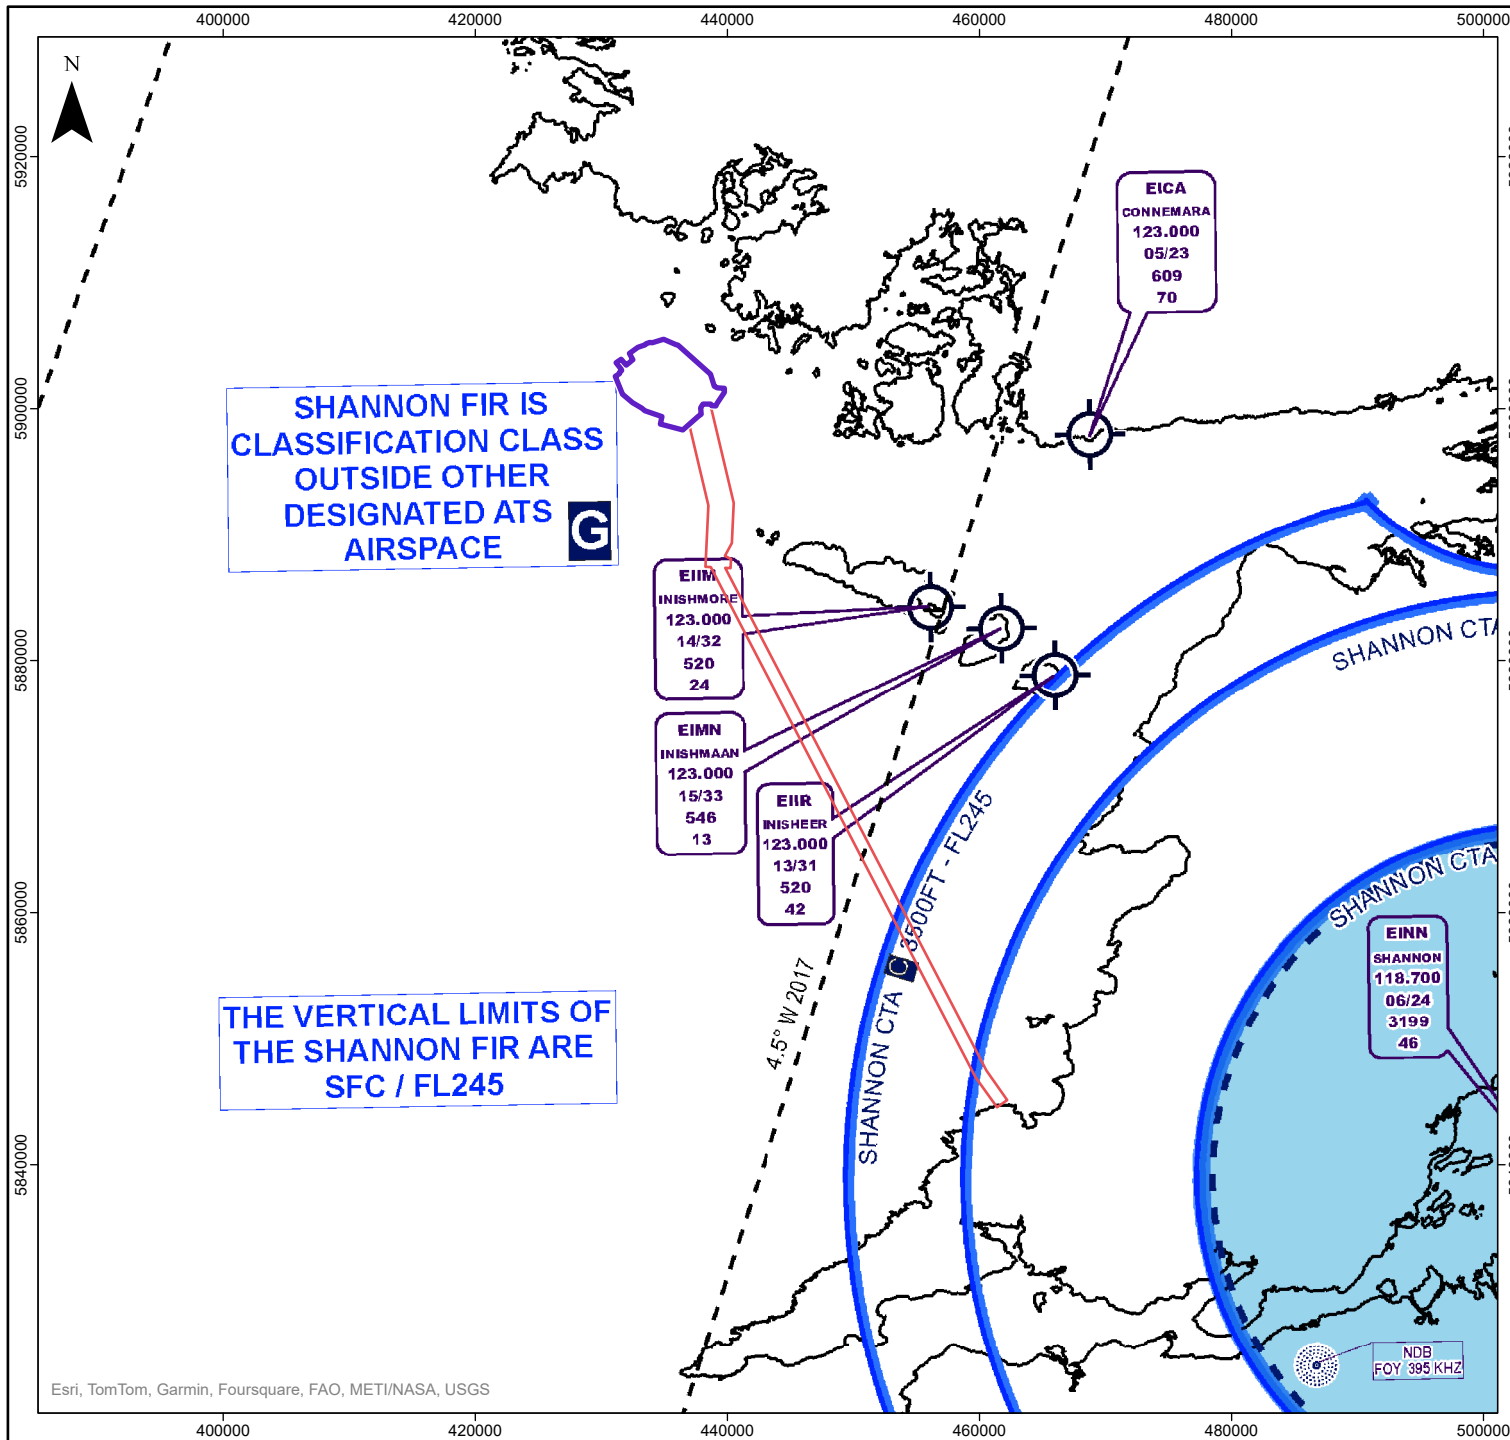 400000
420000
440000
460000
480000
500000
N
5920000
5900000
5880000
5860000
5840000
EICA
CONNEMARA
123.000
05/23
609
70
SHANNON FIR IS
CLASSIFICATION CLASS
OUTSIDE OTHER
DESIGNATED ATS
AIRSPACE
G
EIIM
INISHMORE
123.000
14/32
520
24
EIMN
INISHMAAN
123.000
15/33
546
13
EIIR
INISHEER
123.000
13/31
520
42
SHANNON CTA
SHANNON CTA C 3500FT - FL245
SHANNON CTA
EINN
SHANNON
118.700
06/24
3199
46
4.5° W 2017
THE VERTICAL LIMITS OF
THE SHANNON FIR ARE
SFC / FL245
NDB
FOY 395 KHZ
Esri, TomTom, Garmin, Foursquare, FAO, METI/NASA, USGS
400000
420000
440000
460000
480000
500000